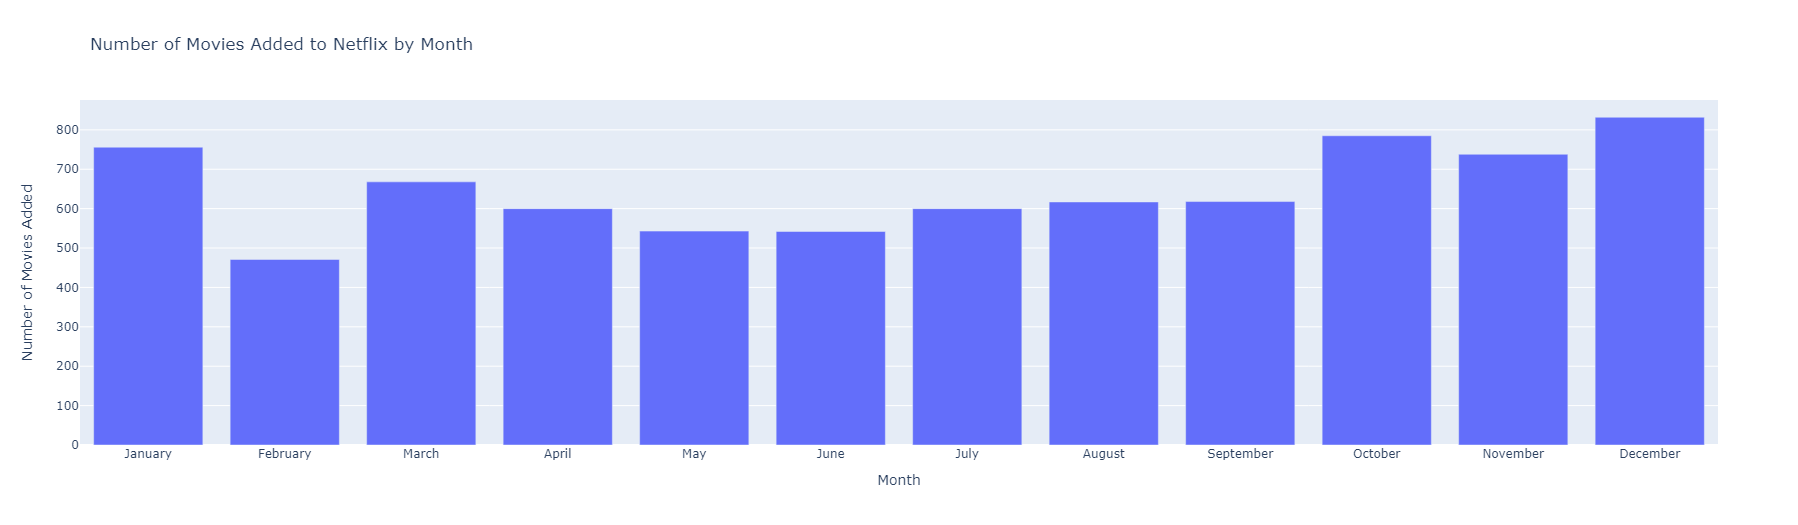 Number of Movies Added to Netflix by Month
Number of Movies Added
800
700
600
500
400
300
200
100
0
January February March April May June July August September October November December
Month